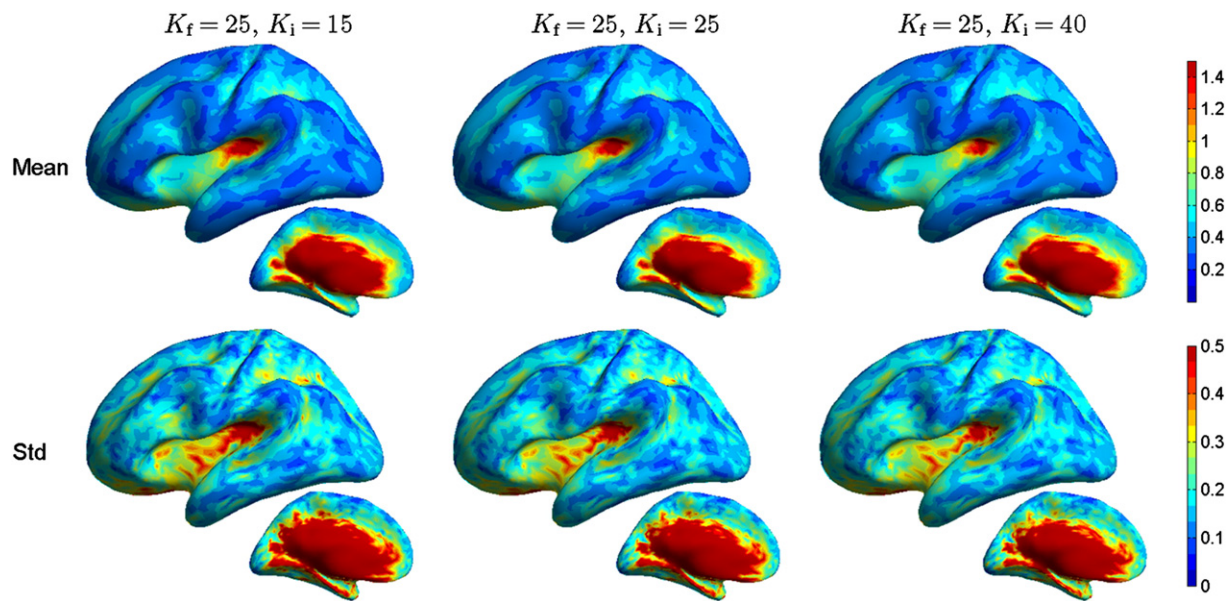 K_f = 25, K_i = 15
K_f = 25, K_i = 25
K_f = 25, K_i = 40
Mean
1.4
1.2
1
0.8
0.6
0.4
0.2
Std
0.5
0.4
0.3
0.2
0.1
0